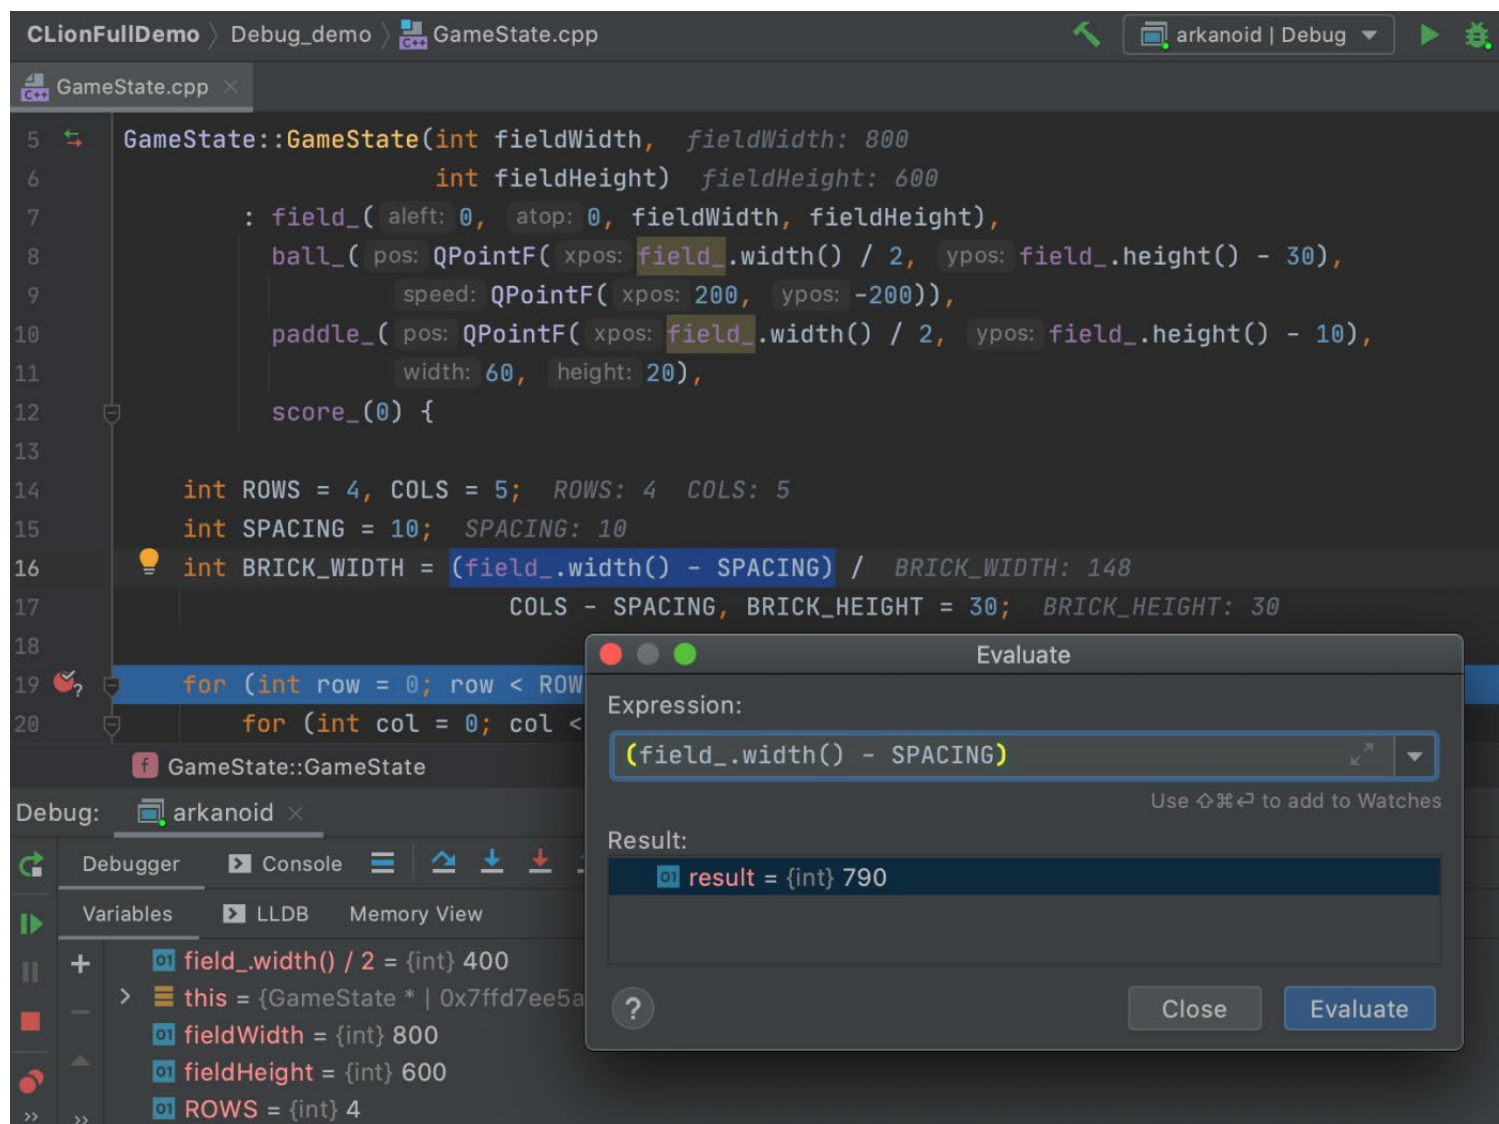 CLionFullDemo 〉 Debug_demo 〉 GameState.cpp
arkanoid | Debug
GameState.cpp
5 GameState::GameState(int fieldWidth, fieldWidth: 800
6 int fieldHeight) fieldHeight: 600
7 : field_( aleft: 0, atop: 0, fieldWidth, fieldHeight),
8 ball_( pos: QPointF( xpos: field_.width() / 2, ypos: field_.height() - 30),
9 speed: QPointF( xpos: 200, ypos: -200)),
10 paddle_( pos: QPointF( xpos: field_.width() / 2, ypos: field_.height() - 10),
11 width: 60, height: 20),
12 score_(0) {
13
14 int ROWS = 4, COLS = 5; ROWS: 4 COLS: 5
15 int SPACING = 10; SPACING: 10
16 int BRICK_WIDTH = (field_.width() - SPACING) / BRICK_WIDTH: 148
17 COLS - SPACING, BRICK_HEIGHT = 30; BRICK_HEIGHT: 30
18
19 for (int row = 0; row < ROW
20 for (int col = 0; col <
f GameState::GameState
Debug: arkanoid
Debugger Console
Variables LLDB Memory View
field_.width() / 2 = {int} 400
this = {GameState * | 0x7ffd7ee5a
fieldWidth = {int} 800
fieldHeight = {int} 600
ROWS = {int} 4
Evaluate
Expression:
(field_.width() - SPACING)
Use ⇧⌘⏎ to add to Watches
Result:
result = {int} 790
?
Close
Evaluate